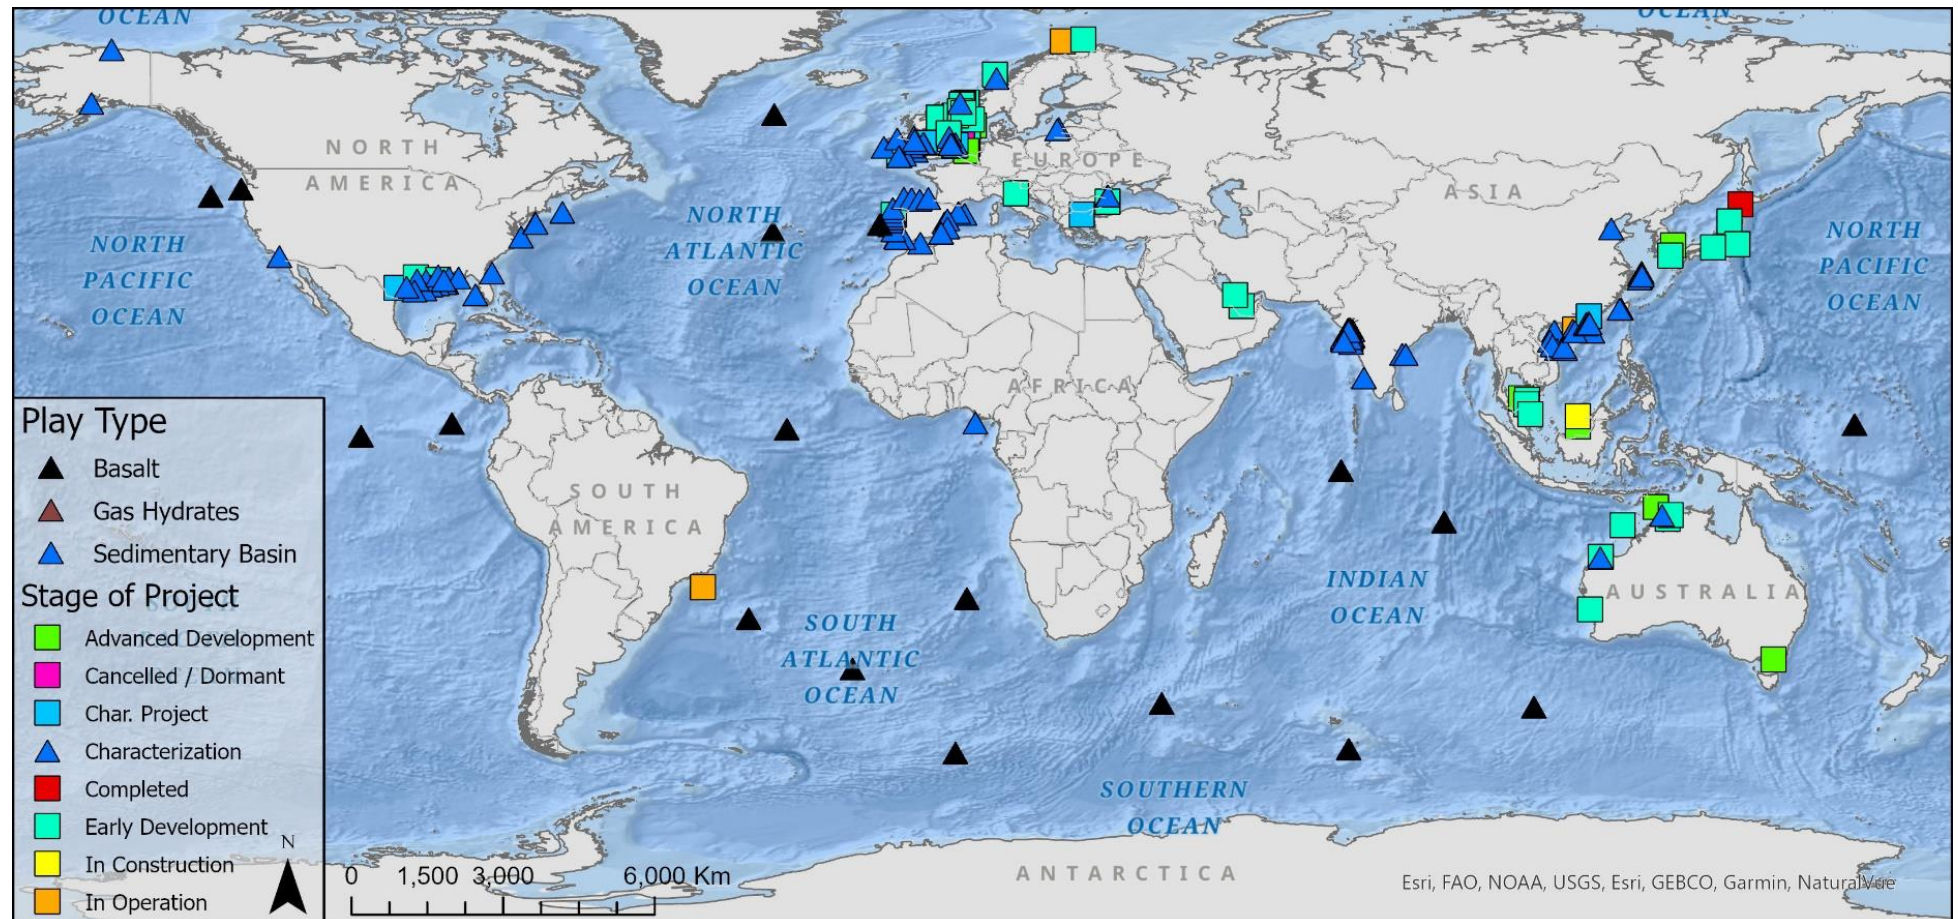 OCEAN
OCEAN
NORTH
AMERICA
EUROPE
ASIA
NORTH
PACIFIC
OCEAN
NORTH
ATLANTIC
OCEAN
NORTH
PACIFIC
OCEAN
AFRICA
SOUTH
AMERICA
INDIAN
OCEAN
AUSTRALIA
SOUTH
ATLANTIC
OCEAN
SOUTHERN
OCEAN
ANTARCTICA
Play Type
Basalt
Gas Hydrates
Sedimentary Basin
Stage of Project
Advanced Development
Cancelled / Dormant
Char. Project
Characterization
Completed
Early Development
In Construction
In Operation
N
0 1,500 3,000 6,000 Km
Esri, FAO, NOAA, USGS, Esri, GEBCO, Garmin, NaturalVue